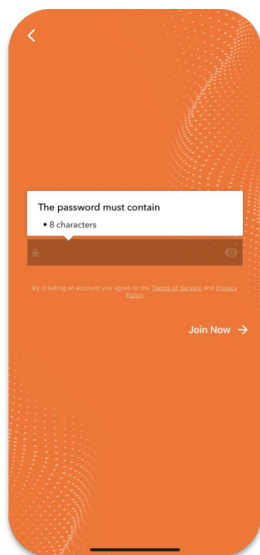 The password must contain
• 8 characters
By creating an account you agree to the Terms of Service and Privacy
Policy
Join Now →